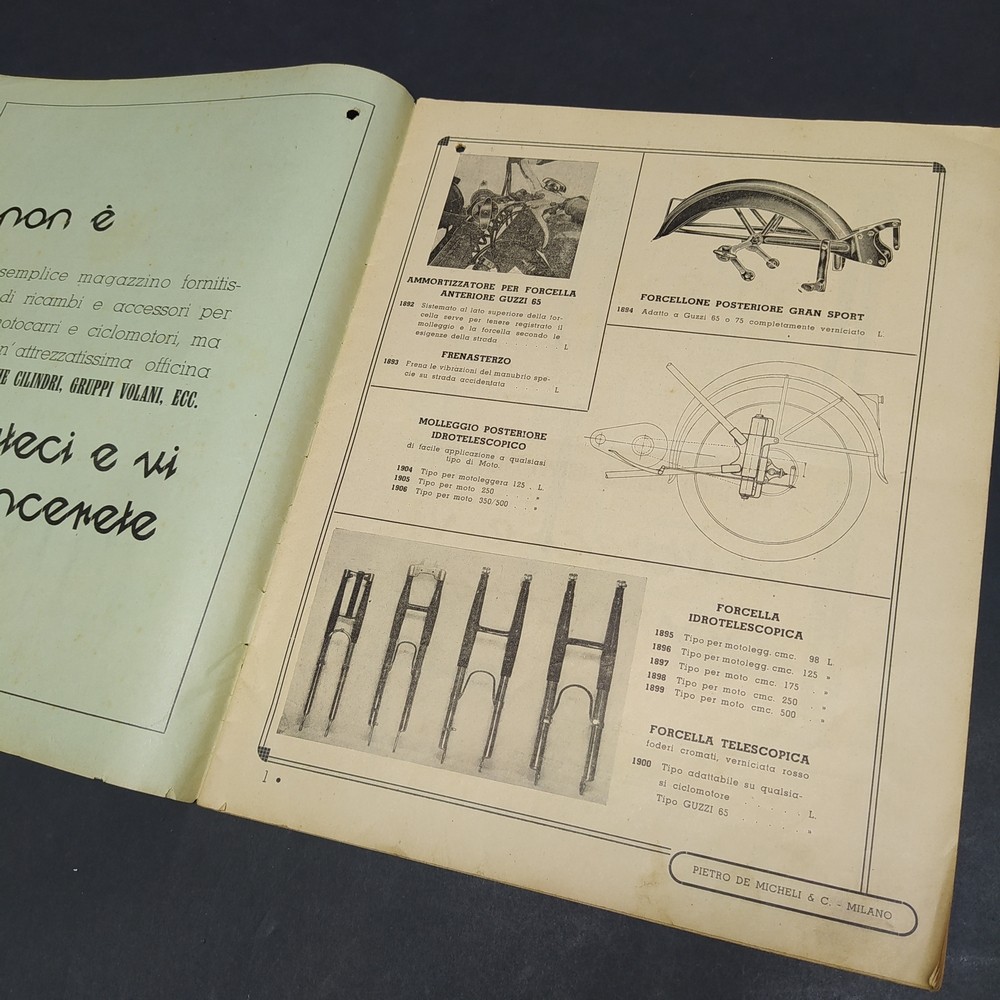 non è
semplice magazzino fornitis-
di ricambi e accessori per
motocarri e ciclomotori, ma
un'attrezzatissima officina
CILINDRI, GRUPPI VOLANI, ECC.
e vi
AMMORTIZZATORE PER FORCELLA
ANTERIORE GUZZI 65
1892 Sistemato al lato superiore della for-
cella serve per tenere registrato il
molleggio e la forcella secondo le
esigenze della strada . . . . L
FRENASTERZO
1893 Frena le vibrazioni del manubrio spe-
cie su strada accidentata . . . L.
FORCELLONE POSTERIORE GRAN SPORT
1894 Adatto a Guzzi 65 o 75 completamente verniciato L.
MOLLEGGIO POSTERIORE
IDROTELESCOPICO
di facile applicazione a qualsiasi
tipo di Moto.
1904 Tipo per motoleggera 125 . L.
1905 Tipo per moto 250 . . . »
1906 Tipo per moto 350/500 . . »
FORCELLA
IDROTELESCOPICA
1895 Tipo per motolegg. cmc. 98 L.
1896 Tipo per motolegg. cmc. 125 »
1897 Tipo per moto cmc. 175 . »
1898 Tipo per moto cmc. 250 . »
1899 Tipo per moto cmc. 500 . »
FORCELLA TELESCOPICA
foderi cromati, verniciata rosso
1900 Tipo adattabile su qualsia-
si ciclomotore . . . . . L.
Tipo GUZZI 65 . . . . . »
1
PIETRO DE MICHELI & C. - MILANO